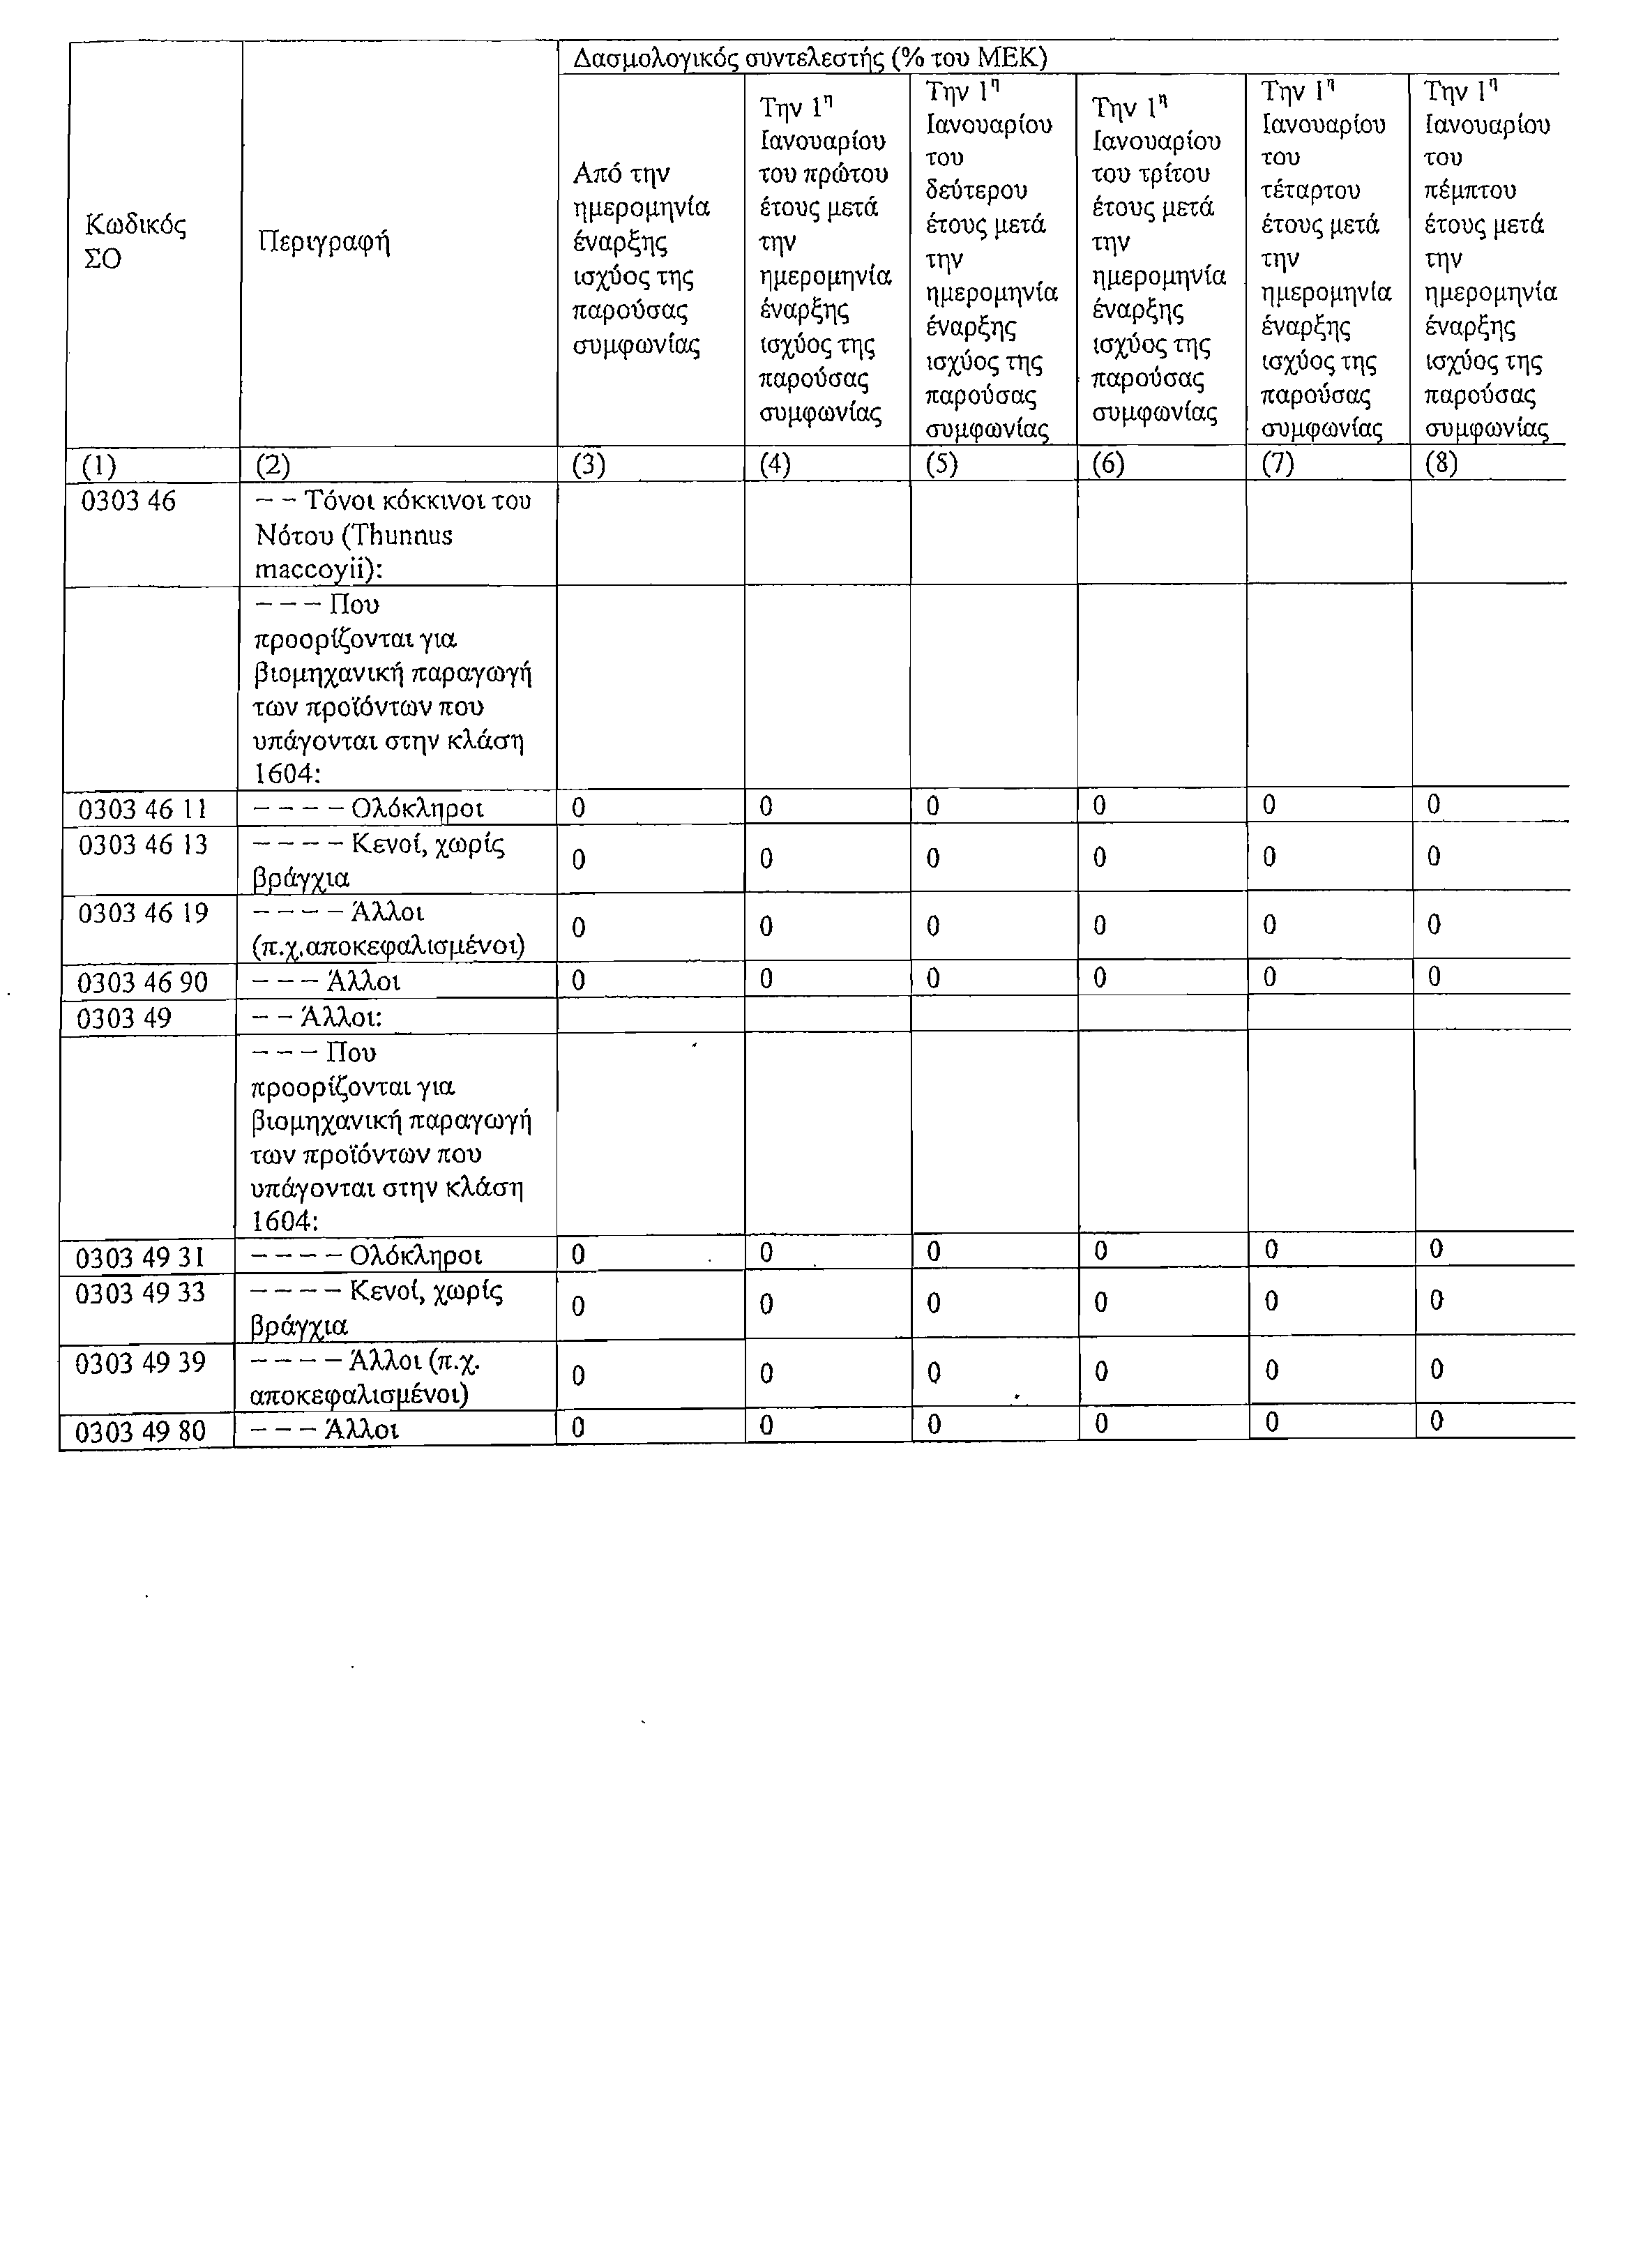 Δασμολογικός συντελεστής (% του ΜΕΚ)
Κωδικός
ΣΟ
Περιγραφή
Από την
ημερομηνία
έναρξης
ισχύος της
παρούσας
συμφωνίας
Την 1η
Ιανουαρίου
του πρώτου
έτους μετά
την
ημερομηνία
έναρξης
ισχύος της
παρούσας
συμφωνίας
Την 1η
Ιανουαρίου
του
δεύτερου
έτους μετά
την
ημερομηνία
έναρξης
ισχύος της
παρούσας
συμφωνίας
Την 1η
Ιανουαρίου
του τρίτου
έτους μετά
την
ημερομηνία
έναρξης
ισχύος της
παρούσας
συμφωνίας
Την 1η
Ιανουαρίου
του
τέταρτου
έτους μετά
την
ημερομηνία
έναρξης
ισχύος της
παρούσας
συμφωνίας
Την 1η
Ιανουαρίου
του
πέμπτου
έτους μετά
την
ημερομηνία
έναρξης
ισχύος της
παρούσας
συμφωνίας
(1) (2) (3) (4) (5) (6) (7) (8)
0303 46 – – Τόνοι κόκκινοι του
Νότου (Thunnus
maccoyii):
– – – Που
προορίζονται για
βιομηχανική παραγωγή
των προϊόντων που
υπάγονται στην κλάση
1604:
0303 46 11 – – – – Ολόκληροι 0 0 0 0 0 0
0303 46 13 – – – – Κενοί, χωρίς
βράγχια 0 0 0 0 0 0
0303 46 19 – – – – Άλλοι
(π.χ.αποκεφαλισμένοι) 0 0 0 0 0 0
0303 46 90 – – – Άλλοι 0 0 0 0 0 0
0303 49 – – Άλλοι:
– – – Που
προορίζονται για
βιομηχανική παραγωγή
των προϊόντων που
υπάγονται στην κλάση
1604:
0303 49 31 – – – – Ολόκληροι 0 0 0 0 0 0
0303 49 33 – – – – Κενοί, χωρίς
βράγχια 0 0 0 0 0 0
0303 49 39 – – – – Άλλοι (π.χ.
αποκεφαλισμένοι) 0 0 0 0 0 0
0303 49 80 – – – Άλλοι 0 0 0 0 0 0